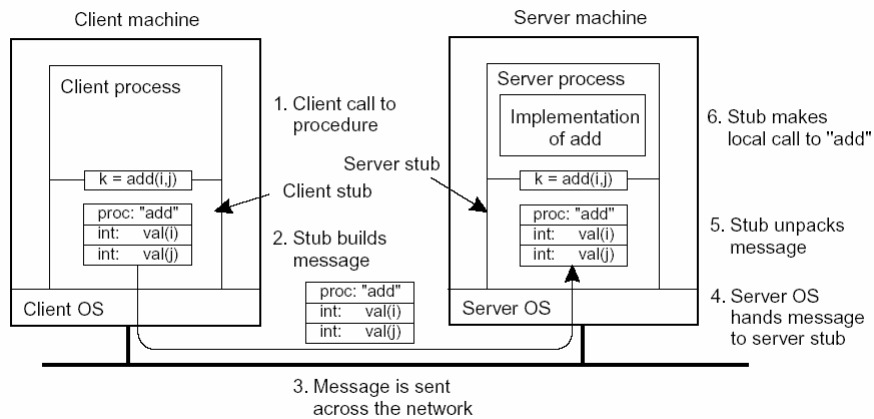 Client machine
Server machine
Client process
1. Client call to
procedure
Server process
Implementation
of add
6. Stub makes
local call to "add"
Server stub
k = add(i,j)
k = add(i,j)
Client stub
proc: "add"
int: val(i)
int: val(j)
2. Stub builds
message
proc: "add"
int: val(i)
int: val(j)
5. Stub unpacks
message
proc: "add"
int: val(i)
int: val(j)
4. Server OS
hands message
to server stub
Client OS
Server OS
3. Message is sent
across the network